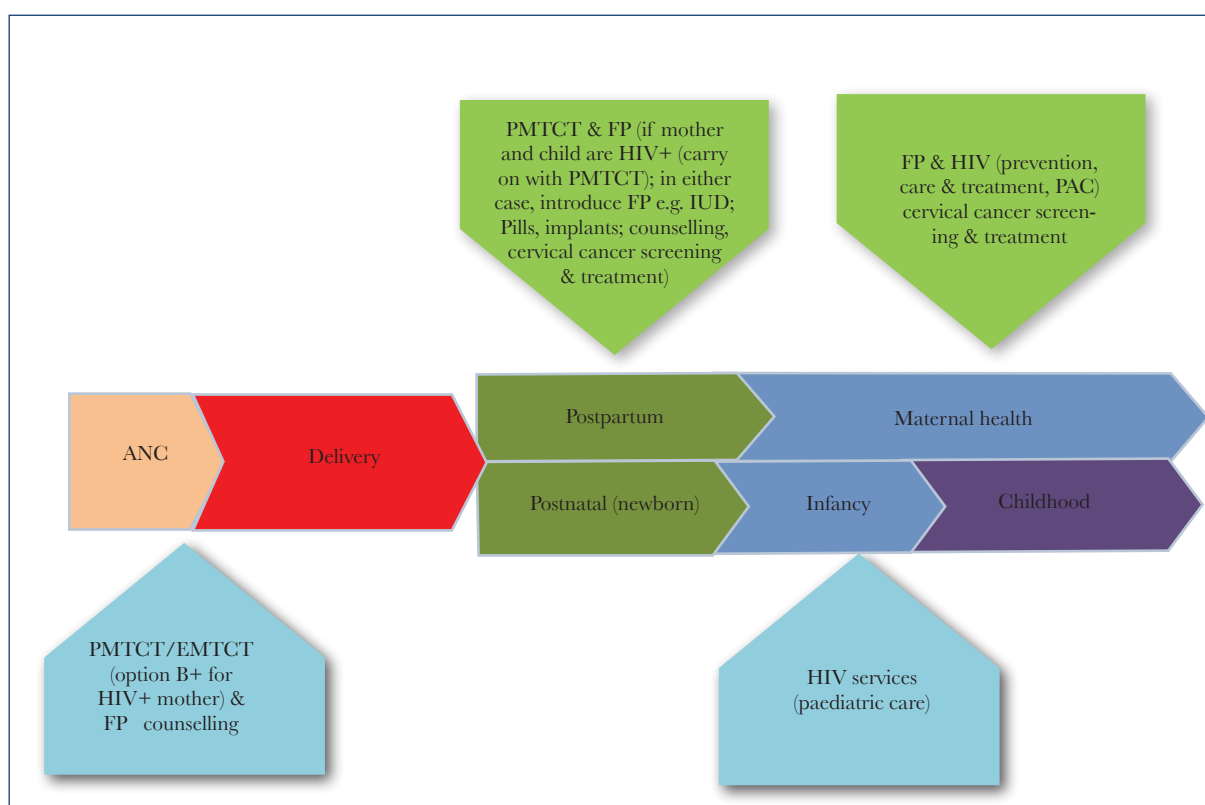 PMTCT & FP (if mother
and child are HIV+ (carry
on with PMTCT); in either
case, introduce FP e.g. IUD;
Pills, implants; counselling,
cervical cancer screening
& treatment)
FP & HIV (prevention,
care & treatment, PAC)
cervical cancer screen-
ing & treatment
ANC
Delivery
Postpartum
Maternal health
Postnatal (newborn)
Infancy
Childhood
PMTCT/EMTCT
(option B+ for
HIV+ mother) &
FP counselling
HIV services
(paediatric care)